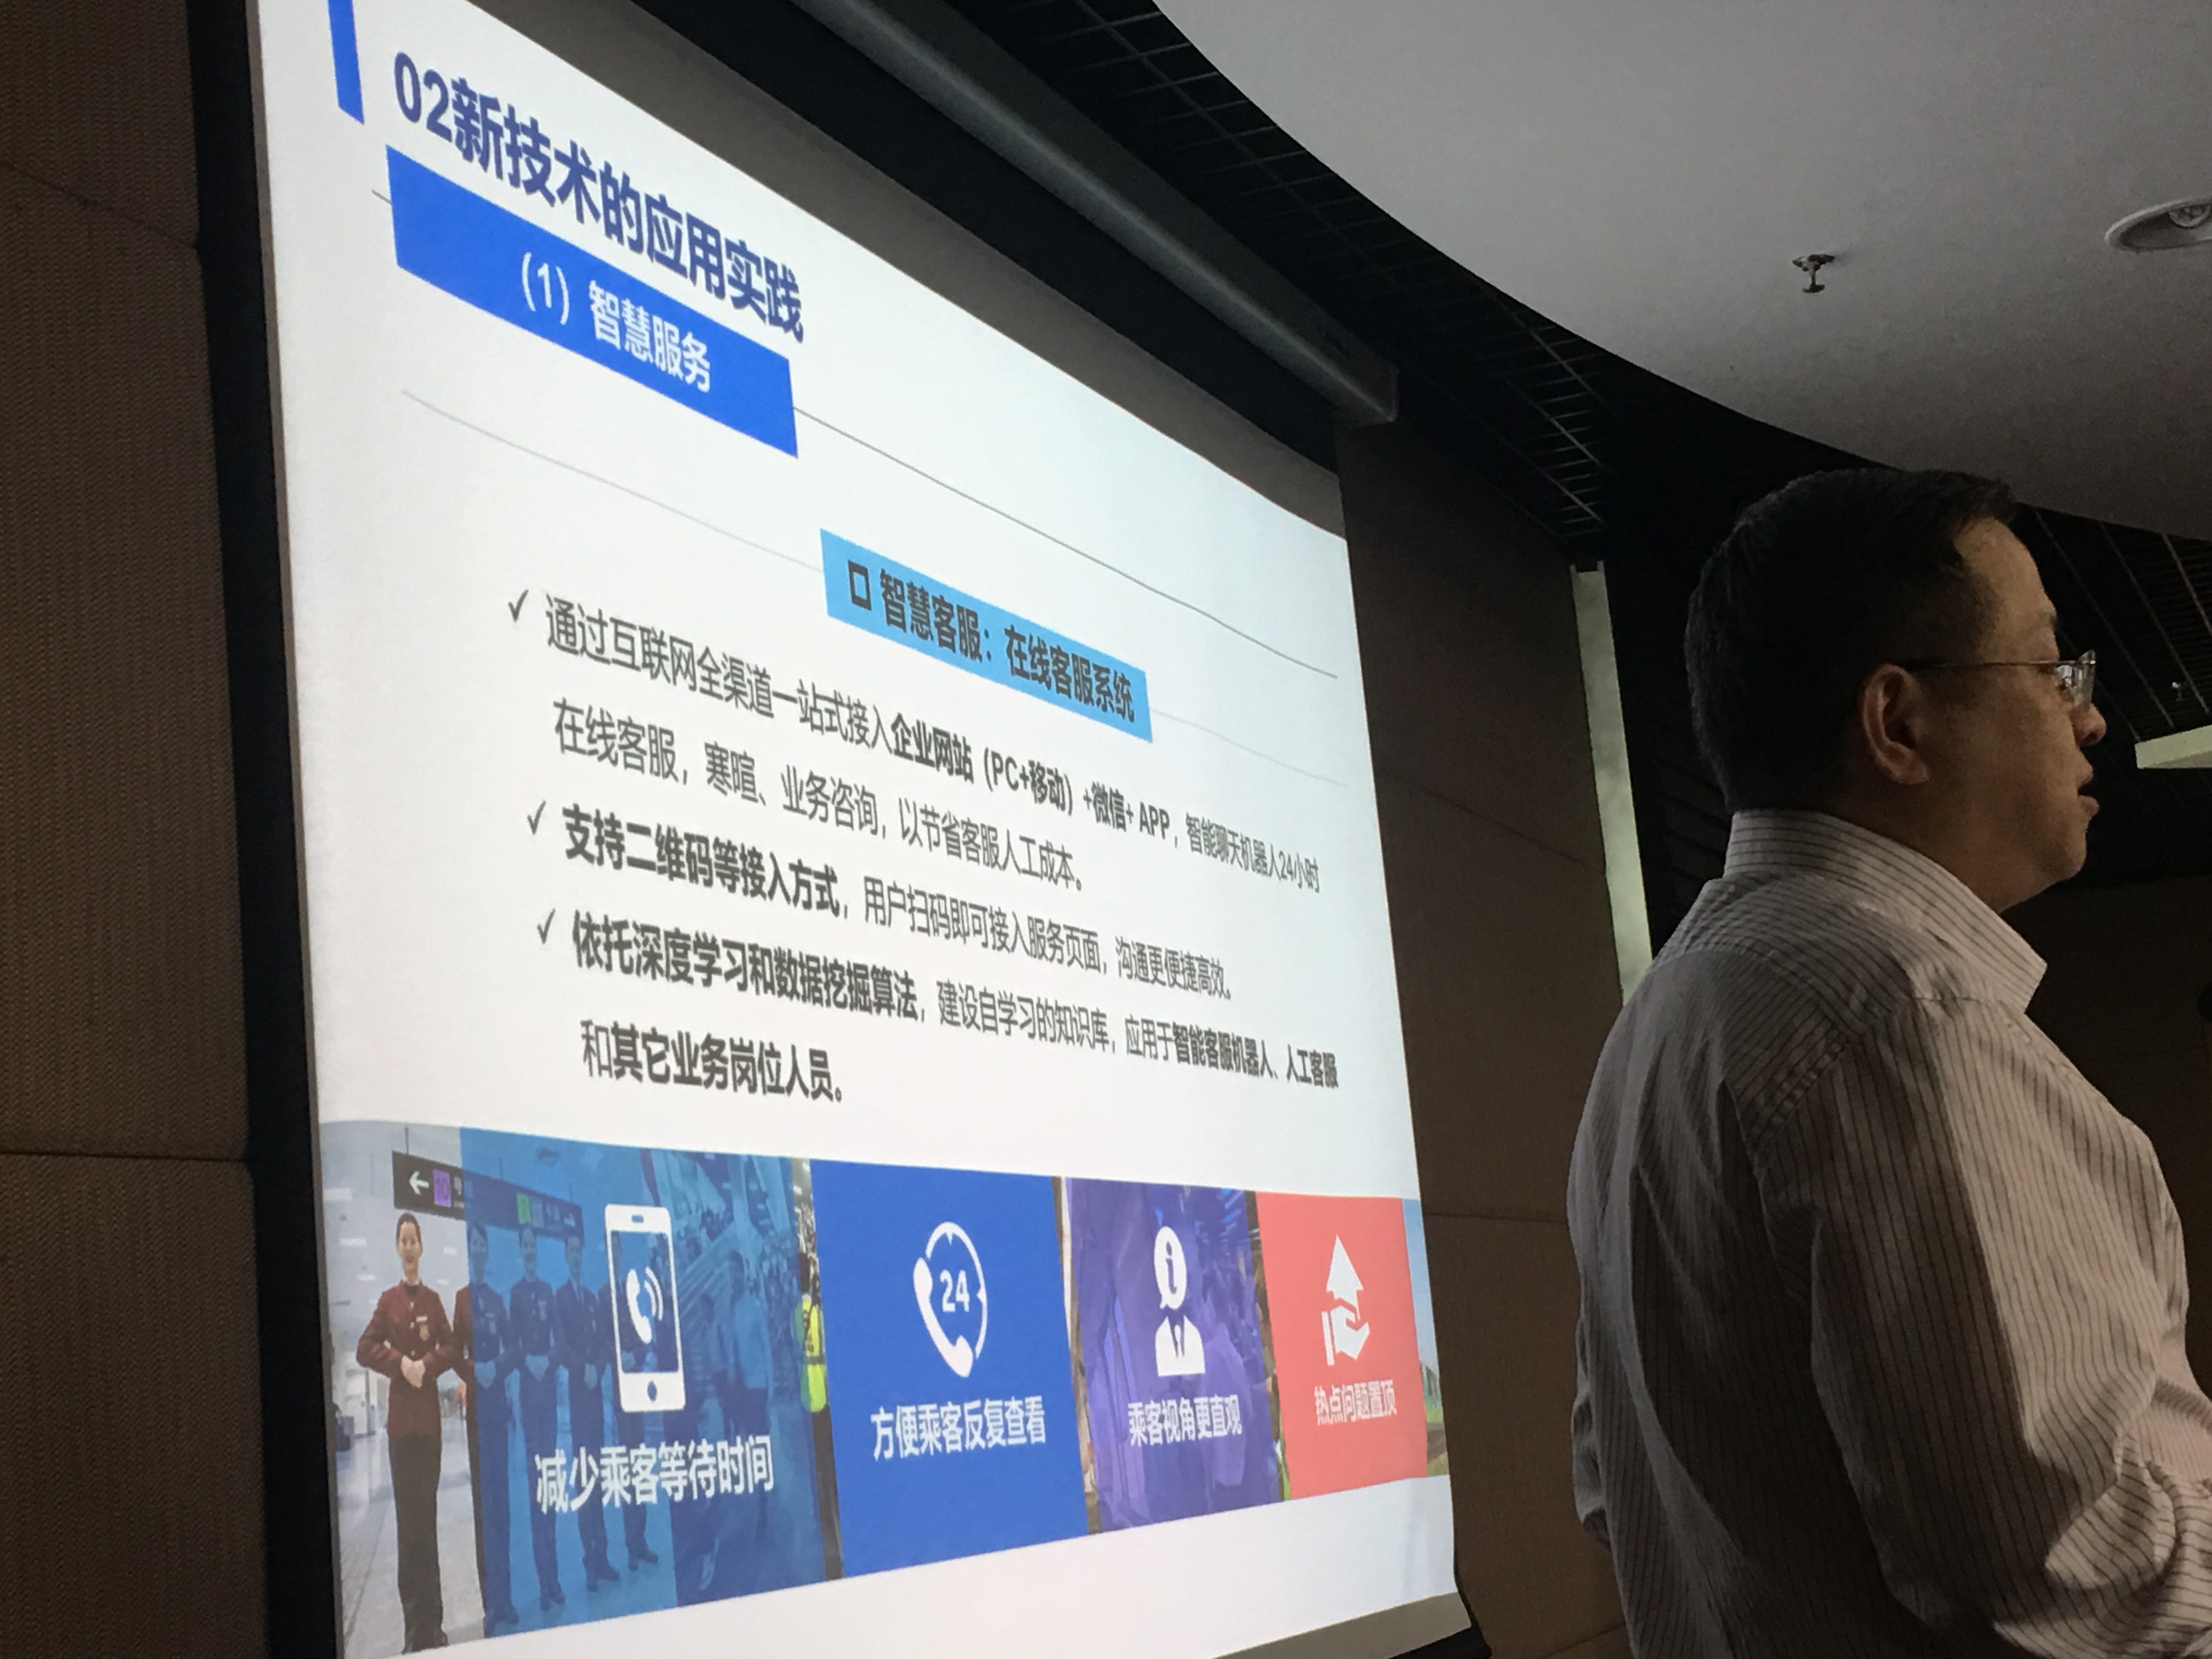 02新技术的应用实践
（1）智慧服务
智慧客服：在线客服系统
✓ 通过互联网全渠道一站式接入企业网站（PC+移动）+微信+ APP，智能聊天机器人24小时
在线客服，寒暄、业务咨询，以节省客服人工成本。
✓ 支持二维码等接入方式，用户扫码即可接入服务页面，沟通更便捷高效。
✓ 依托深度学习和数据挖掘算法，建设自学习的知识库，应用于智能客服机器人、人工客服
和其它业务岗位人员。
10 号
24
减少乘客等待时间
方便乘客反复查看
乘客视角更直观
热点问题置顶